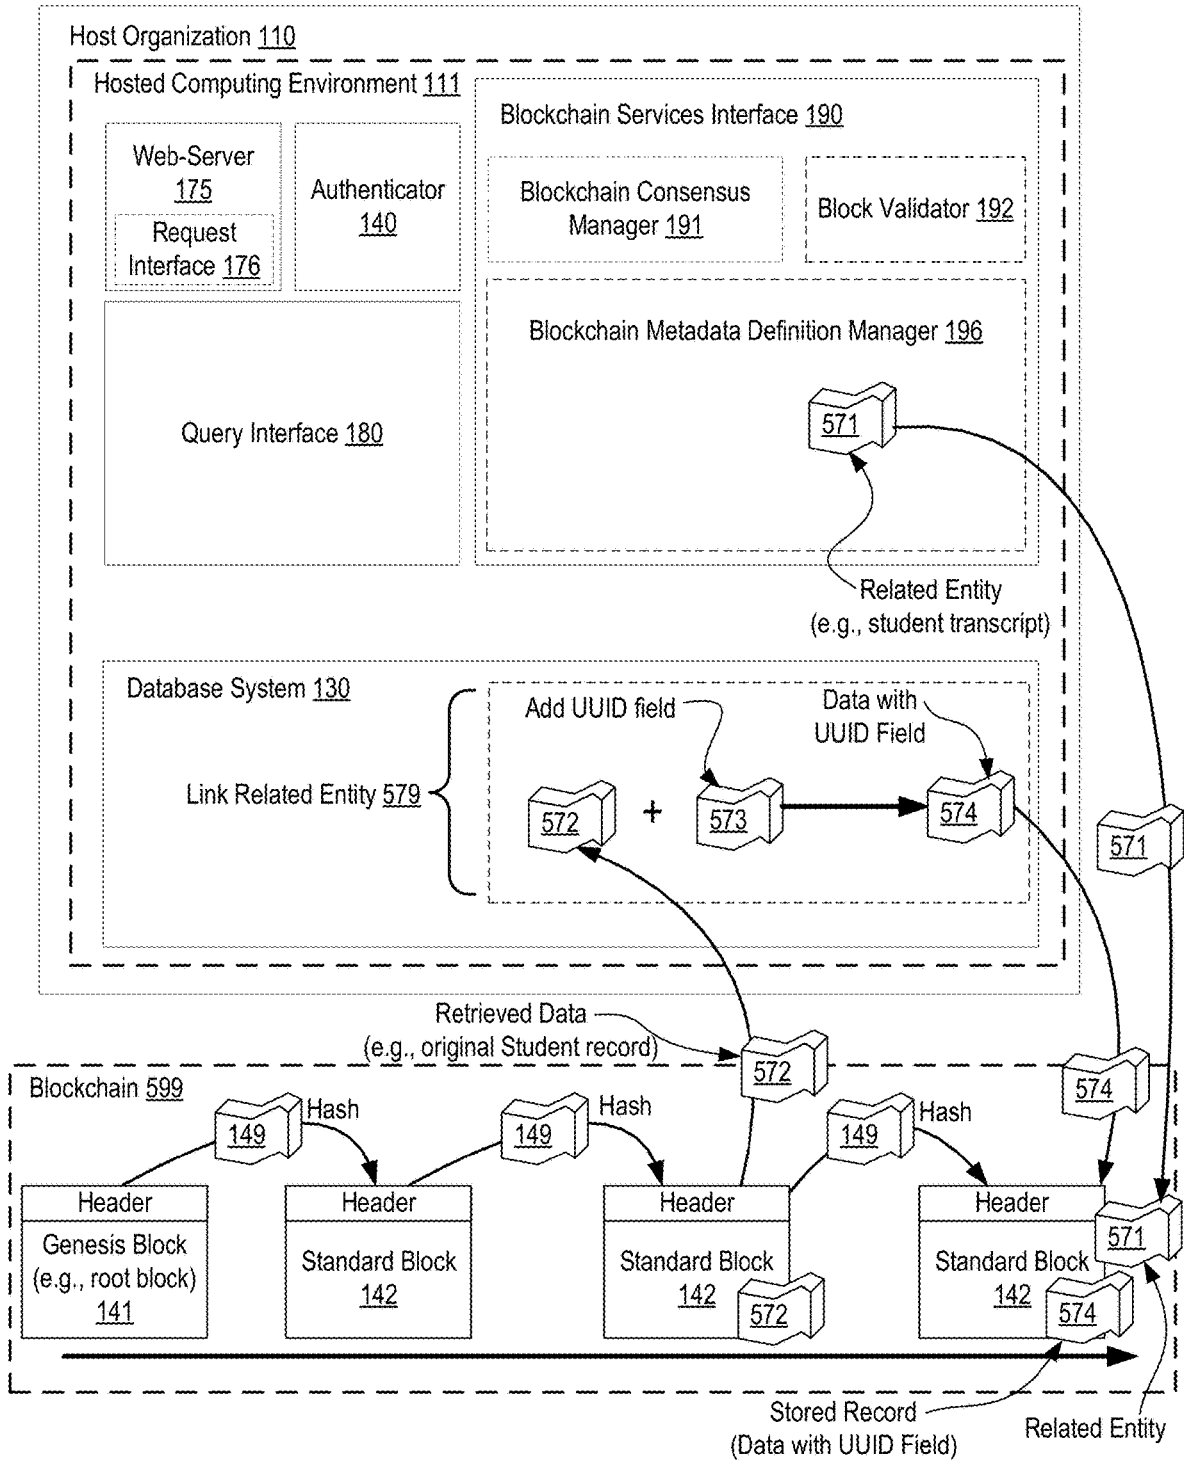 Host Organization 110
Hosted Computing Environment 111
Web-Server
175
Request
Interface 176
Authenticator
140
Blockchain Services Interface 190
Blockchain Consensus
Manager 191
Block Validator 192
Blockchain Metadata Definition Manager 196
571
Query Interface 180
Related Entity
(e.g., student transcript)
Database System 130
Add UUID field
Data with
UUID Field
Link Related Entity 579
572
+
573
574
571
Retrieved Data
(e.g., original Student record)
572
574
Blockchain 599
149
Hash
149
Hash
149
Hash
Header
Genesis Block
(e.g., root block)
141
Header
Standard Block
142
Header
Standard Block
142
572
Header
Standard Block
142
571
574
Stored Record
(Data with UUID Field)
Related Entity